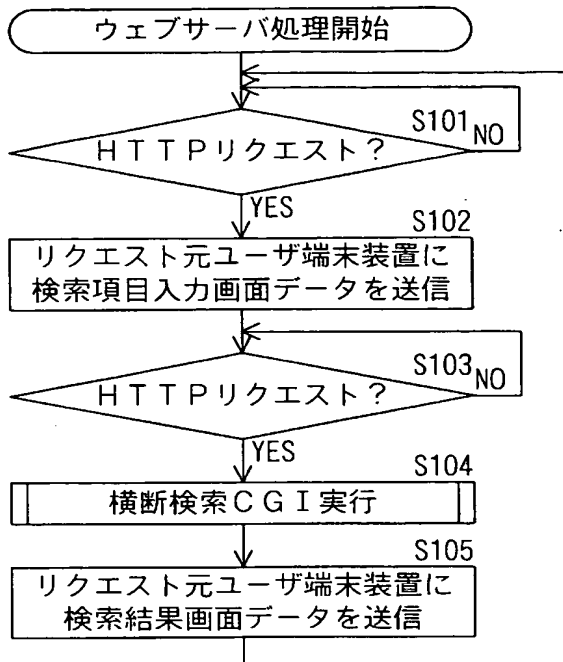 ウェブサーバ処理開始
S101
HTTPリクエスト?
NO
YES
S102
リクエスト元ユーザ端末装置に
検索項目入力画面データを送信
S103
HTTPリクエスト?
NO
YES
S104
横断検索CGI実行
S105
リクエスト元ユーザ端末装置に
検索結果画面データを送信